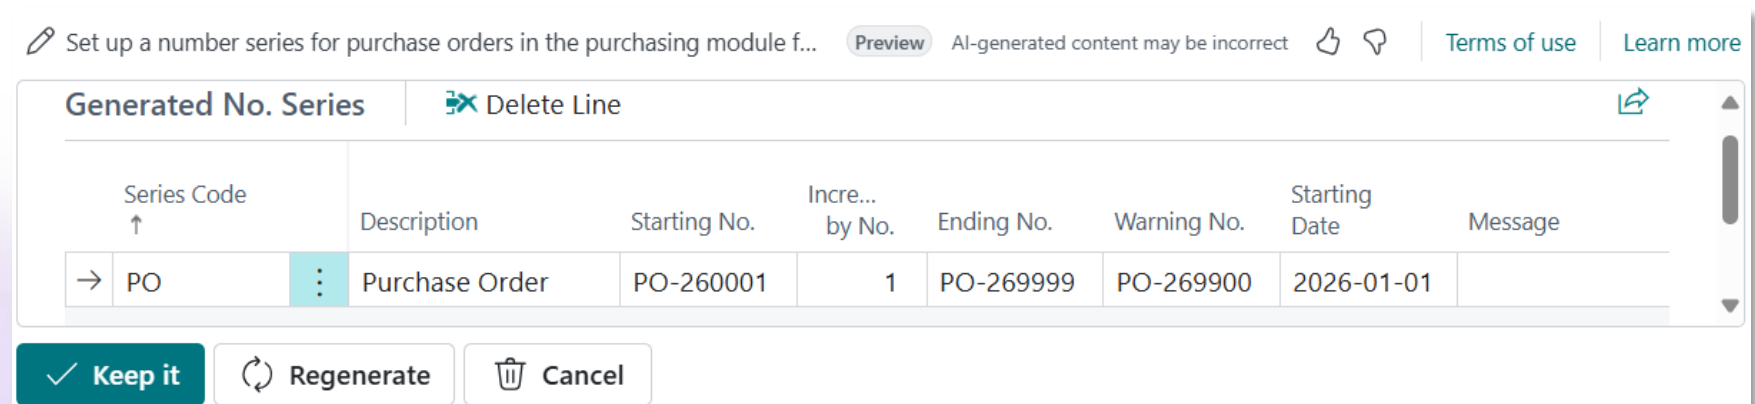 Set up a number series for purchase orders in the purchasing module f... Preview AI-generated content may be incorrect Terms of use Learn more
Generated No. Series Delete Line
Series Code Description Starting No. Incre... by No. Ending No. Warning No. Starting Date Message
PO Purchase Order PO-260001 1 PO-269999 PO-269900 2026-01-01
Keep it Regenerate Cancel